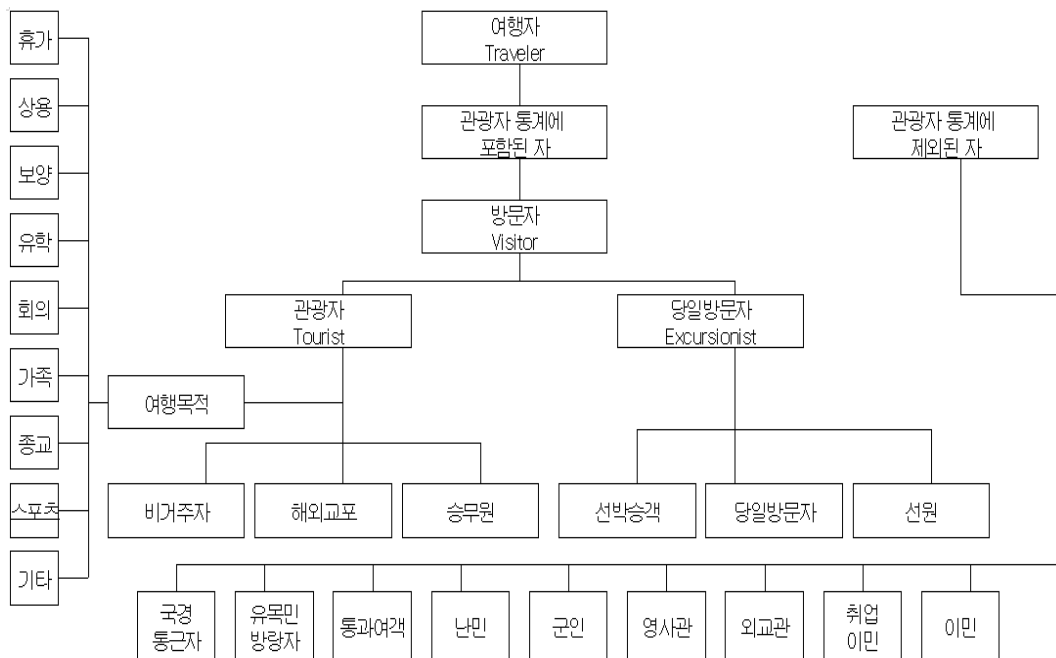 여행자
Traveler
관광자 통계에
포함된 자
관광자 통계에
제외된 자
방문자
Visitor
관광자
Tourist
당일방문자
Excursionist
휴가
상용
보양
유학
회의
가족
종교
스포츠
기타
여행목적
비거주자
해외교포
승무원
선박승객
당일방문자
선원
국경
통근자
유목민
방랑자
통과여객
난민
군인
영사관
외교관
취업
이민
이민